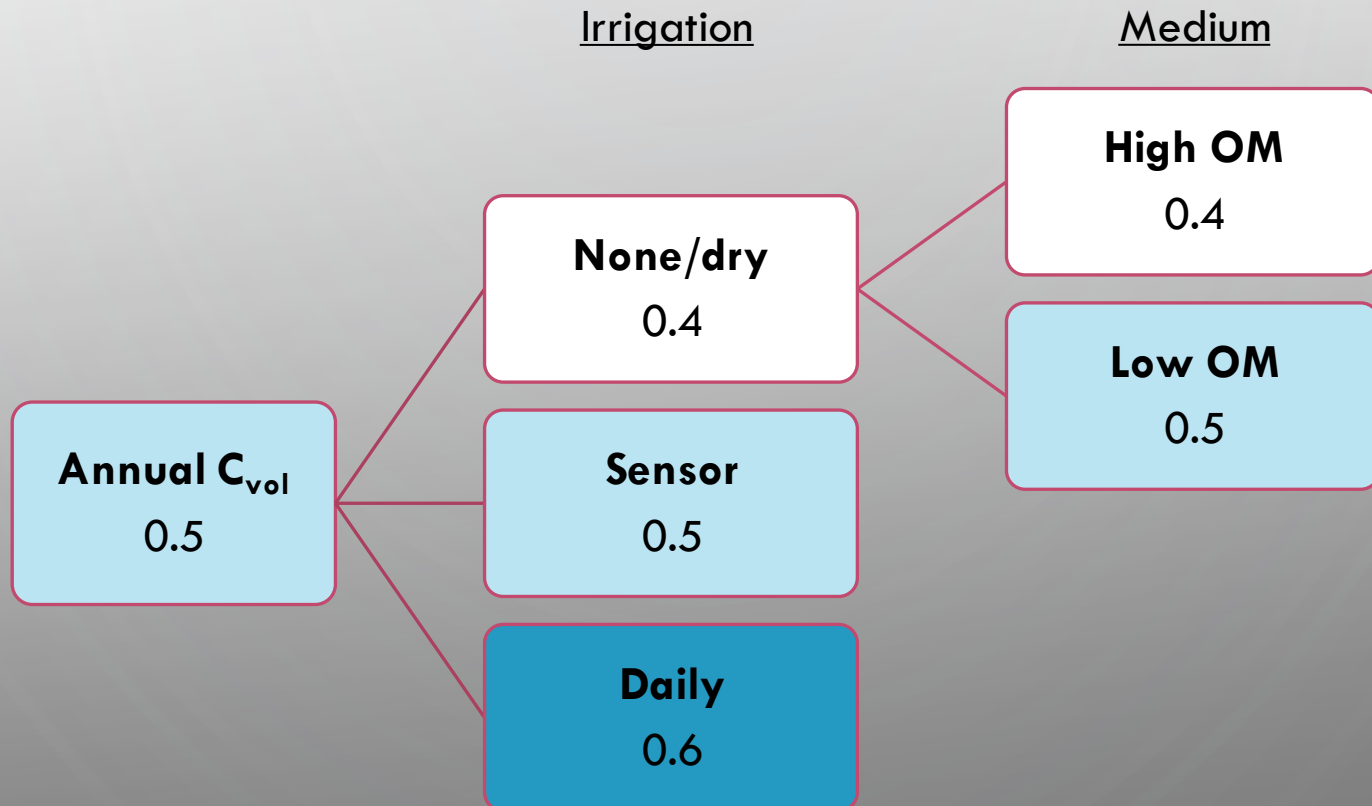 Irrigation
Medium
High OM
0.4
None/dry
0.4
Low OM
0.5
Annual Cvol
0.5
Sensor
0.5
Daily
0.6